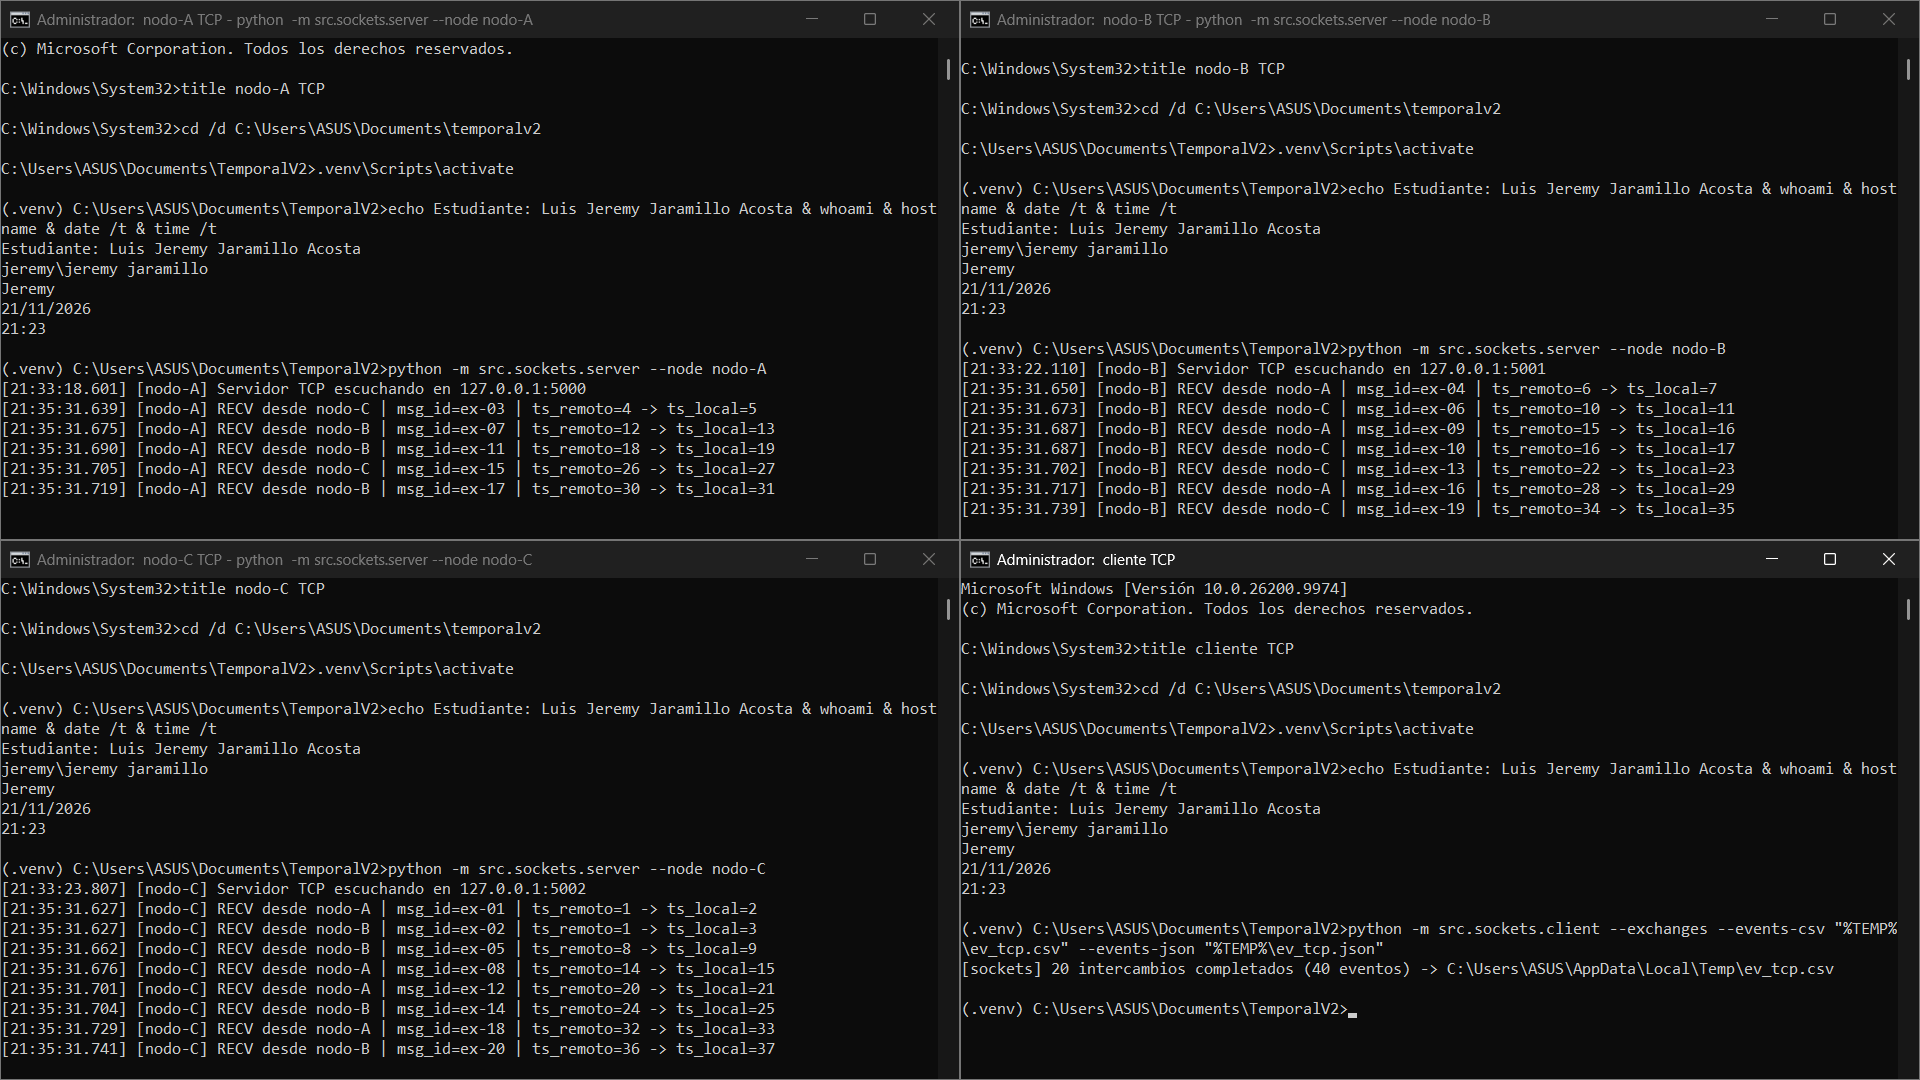 Administrador:  nodo-A TCP - python  -m src.sockets.server --node nodo-A
(c) Microsoft Corporation. Todos los derechos reservados.
C:\Windows\System32>title nodo-A TCP
C:\Windows\System32>cd /d C:\Users\ASUS\Documents\temporalv2
C:\Users\ASUS\Documents\TemporalV2>.venv\Scripts\activate
(.venv) C:\Users\ASUS\Documents\TemporalV2>echo Estudiante: Luis Jeremy Jaramillo Acosta & whoami & host
name & date /t & time /t
Estudiante: Luis Jeremy Jaramillo Acosta
jeremy\jeremy jaramillo
Jeremy
21/11/2026
21:23
(.venv) C:\Users\ASUS\Documents\TemporalV2>python -m src.sockets.server --node nodo-A
[21:33:18.601] [nodo-A] Servidor TCP escuchando en 127.0.0.1:5000
[21:35:31.639] [nodo-A] RECV desde nodo-C | msg_id=ex-03 | ts_remoto=4 -> ts_local=5
[21:35:31.675] [nodo-A] RECV desde nodo-B | msg_id=ex-07 | ts_remoto=12 -> ts_local=13
[21:35:31.690] [nodo-A] RECV desde nodo-B | msg_id=ex-11 | ts_remoto=18 -> ts_local=19
[21:35:31.705] [nodo-A] RECV desde nodo-C | msg_id=ex-15 | ts_remoto=26 -> ts_local=27
[21:35:31.719] [nodo-A] RECV desde nodo-B | msg_id=ex-17 | ts_remoto=30 -> ts_local=31
Administrador:  nodo-B TCP - python  -m src.sockets.server --node nodo-B
C:\Windows\System32>title nodo-B TCP
C:\Windows\System32>cd /d C:\Users\ASUS\Documents\temporalv2
C:\Users\ASUS\Documents\TemporalV2>.venv\Scripts\activate
(.venv) C:\Users\ASUS\Documents\TemporalV2>echo Estudiante: Luis Jeremy Jaramillo Acosta & whoami & host
name & date /t & time /t
Estudiante: Luis Jeremy Jaramillo Acosta
jeremy\jeremy jaramillo
Jeremy
21/11/2026
21:23
(.venv) C:\Users\ASUS\Documents\TemporalV2>python -m src.sockets.server --node nodo-B
[21:33:22.110] [nodo-B] Servidor TCP escuchando en 127.0.0.1:5001
[21:35:31.650] [nodo-B] RECV desde nodo-A | msg_id=ex-04 | ts_remoto=6 -> ts_local=7
[21:35:31.673] [nodo-B] RECV desde nodo-C | msg_id=ex-06 | ts_remoto=10 -> ts_local=11
[21:35:31.687] [nodo-B] RECV desde nodo-A | msg_id=ex-09 | ts_remoto=15 -> ts_local=16
[21:35:31.687] [nodo-B] RECV desde nodo-C | msg_id=ex-10 | ts_remoto=16 -> ts_local=17
[21:35:31.702] [nodo-B] RECV desde nodo-C | msg_id=ex-13 | ts_remoto=22 -> ts_local=23
[21:35:31.717] [nodo-B] RECV desde nodo-A | msg_id=ex-16 | ts_remoto=28 -> ts_local=29
[21:35:31.739] [nodo-B] RECV desde nodo-C | msg_id=ex-19 | ts_remoto=34 -> ts_local=35
Administrador:  nodo-C TCP - python  -m src.sockets.server --node nodo-C
C:\Windows\System32>title nodo-C TCP
C:\Windows\System32>cd /d C:\Users\ASUS\Documents\temporalv2
C:\Users\ASUS\Documents\TemporalV2>.venv\Scripts\activate
(.venv) C:\Users\ASUS\Documents\TemporalV2>echo Estudiante: Luis Jeremy Jaramillo Acosta & whoami & host
name & date /t & time /t
Estudiante: Luis Jeremy Jaramillo Acosta
jeremy\jeremy jaramillo
Jeremy
21/11/2026
21:23
(.venv) C:\Users\ASUS\Documents\TemporalV2>python -m src.sockets.server --node nodo-C
[21:33:23.807] [nodo-C] Servidor TCP escuchando en 127.0.0.1:5002
[21:35:31.627] [nodo-C] RECV desde nodo-A | msg_id=ex-01 | ts_remoto=1 -> ts_local=2
[21:35:31.627] [nodo-C] RECV desde nodo-B | msg_id=ex-02 | ts_remoto=1 -> ts_local=3
[21:35:31.662] [nodo-C] RECV desde nodo-B | msg_id=ex-05 | ts_remoto=8 -> ts_local=9
[21:35:31.676] [nodo-C] RECV desde nodo-A | msg_id=ex-08 | ts_remoto=14 -> ts_local=15
[21:35:31.701] [nodo-C] RECV desde nodo-A | msg_id=ex-12 | ts_remoto=20 -> ts_local=21
[21:35:31.704] [nodo-C] RECV desde nodo-B | msg_id=ex-14 | ts_remoto=24 -> ts_local=25
[21:35:31.729] [nodo-C] RECV desde nodo-A | msg_id=ex-18 | ts_remoto=32 -> ts_local=33
[21:35:31.741] [nodo-C] RECV desde nodo-B | msg_id=ex-20 | ts_remoto=36 -> ts_local=37
Administrador:  cliente TCP
Microsoft Windows [Versión 10.0.26200.9974]
(c) Microsoft Corporation. Todos los derechos reservados.
C:\Windows\System32>title cliente TCP
C:\Windows\System32>cd /d C:\Users\ASUS\Documents\temporalv2
C:\Users\ASUS\Documents\TemporalV2>.venv\Scripts\activate
(.venv) C:\Users\ASUS\Documents\TemporalV2>echo Estudiante: Luis Jeremy Jaramillo Acosta & whoami & host
name & date /t & time /t
Estudiante: Luis Jeremy Jaramillo Acosta
jeremy\jeremy jaramillo
Jeremy
21/11/2026
21:23
(.venv) C:\Users\ASUS\Documents\TemporalV2>python -m src.sockets.client --exchanges --events-csv "%TEMP%
\ev_tcp.csv" --events-json "%TEMP%\ev_tcp.json"
[sockets] 20 intercambios completados (40 eventos) -> C:\Users\ASUS\AppData\Local\Temp\ev_tcp.csv
(.venv) C:\Users\ASUS\Documents\TemporalV2>